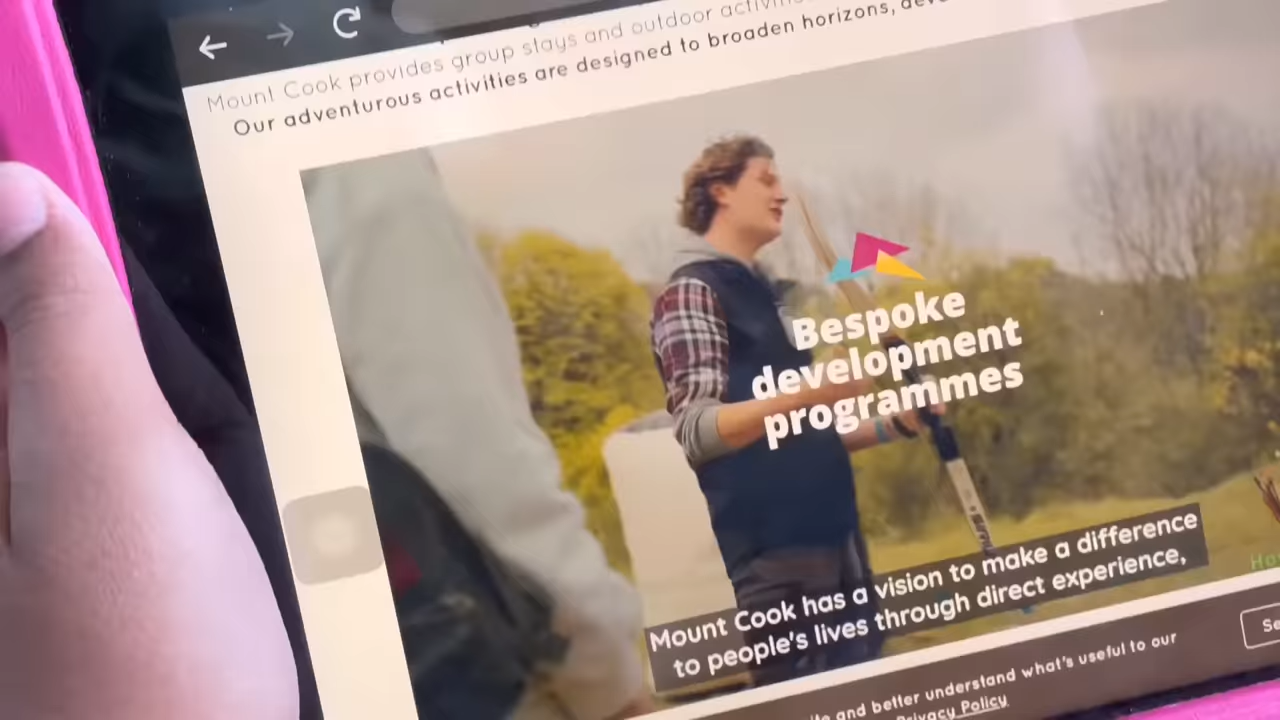 Mount Cook provides group stays and outdoor
Our adventurous activities are designed to broaden horizons,
Bespoke
development
programmes
Mount Cook has a vision to make a difference
to people's lives through direct experience,
and better understand what's useful to our
Privacy Policy